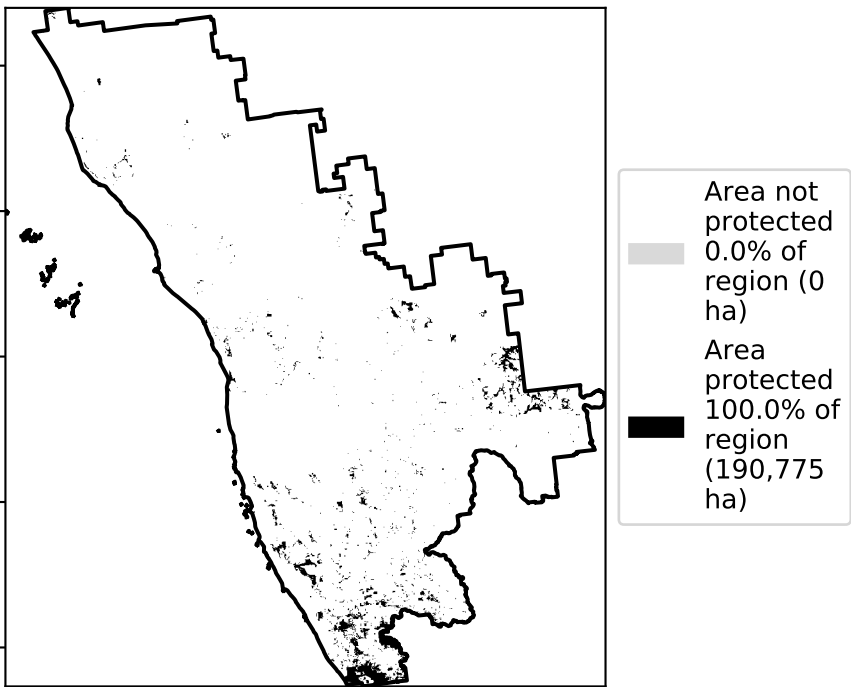 Area not
protected
0.0% of
region (0
ha)
Area
protected
100.0% of
region
(190,775
ha)